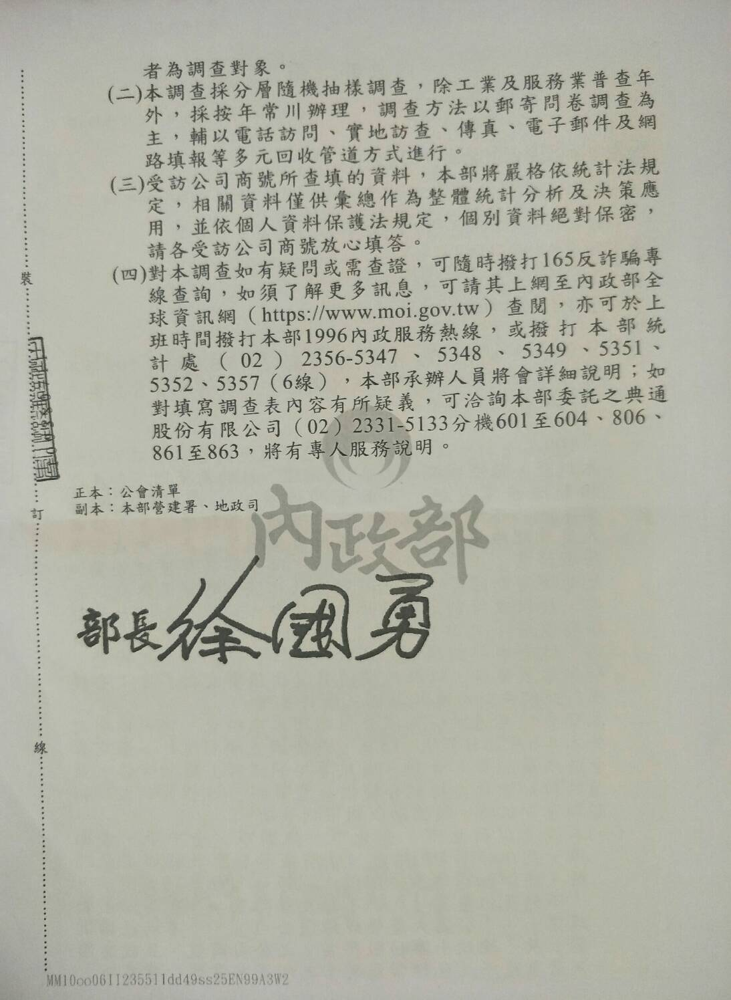 者為調查對象。
(二)本調查採分層隨機抽樣調查，除工業及服務業普查年
外，採按年常川辦理，調查方法以郵寄問卷調查為
主，輔以電話訪問、實地訪查、傳真、電子郵件及網
路填報等多元回收管道方式進行。
(三)受訪公司商號所查填的資料，本部將嚴格依統計法規
定，相關資料僅供彙總作為整體統計分析及決策應
用，並依個人資料保護法規定，個別資料絕對保密，
請各受訪公司商號放心填答。
(四)對本調查如有疑問或需查證，可隨時撥打165反詐騙專
線查詢，如須了解更多訊息，可請其上網至內政部全
球資訊網（https://www.moi.gov.tw）查閱，亦可於上
班時間撥打本部1996內政服務熱線，或撥打本部統
計處（02）2356-5347、5348、5349、5351、
5352、5357（6線），本部承辦人員將會詳細說明；如
對填寫調查表內容有所疑義，可洽詢本部委託之典通
股份有限公司（02）2331-5133分機601至604、806、
861至863，將有專人服務說明。
裝
正本：公會清單
副本：本部營建署、地政司
訂
內政部
部長徐國勇
線
MM10oo06II235511dd49ss25EN99A3W2